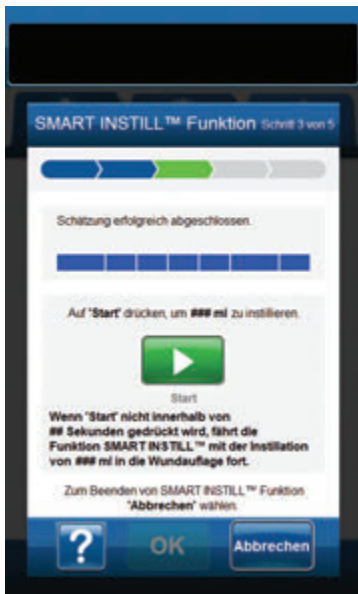 SMART INSTILL™ Funktion Schritt 3 von 5
Schätzung erfolgreich abgeschlossen.
Auf "Start" drücken, um ### ml zu instillieren.
Start
Wenn "Start" nicht innerhalb von
## Sekunden gedrückt wird, fährt die
Funktion SMART INSTILL™ mit der Instillation
von ### ml in die Wundauflage fort.
Zum Beenden von SMART INSTILL™ Funktion
"Abbrechen" wählen.
?
OK
Abbrechen